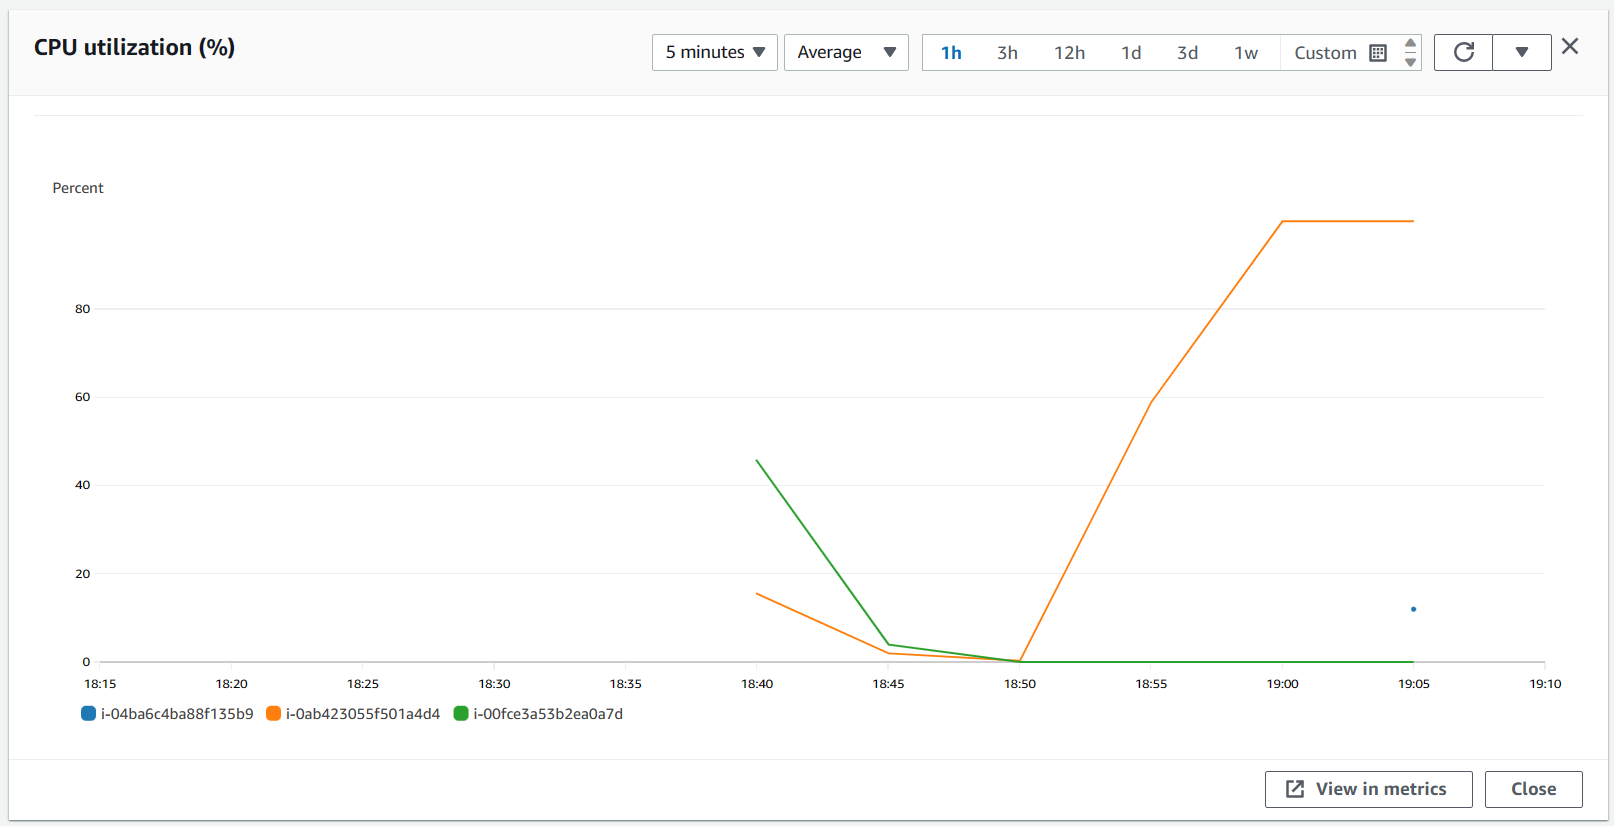 CPU utilization (%)
5 minutes
Average
1h 3h 12h 1d 3d 1w Custom
Percent
80
60
40
20
0
18:15 18:20 18:25 18:30 18:35 18:40 18:45 18:50 18:55 19:00 19:05 19:10
i-04ba6c4ba88f135b9 i-0ab423055f501a4d4 i-00fce3a53b2ea0a7d
View in metrics
Close